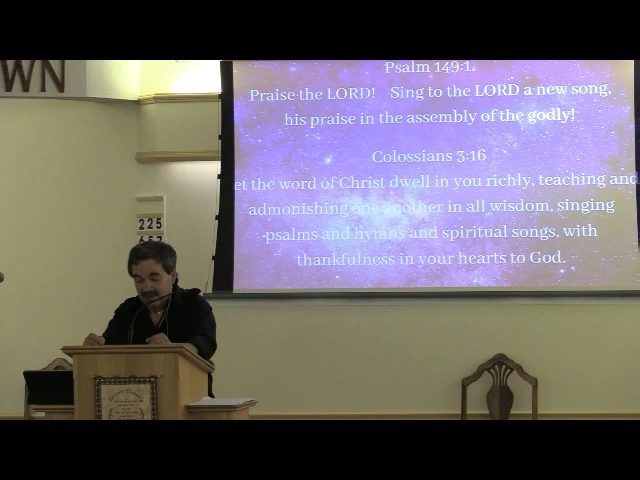 WN
Psalm 149:1.
Praise the LORD! Sing to the LORD a new song,
his praise in the assembly of the godly!
Colossians 3:16
et the word of Christ dwell in you richly, teaching and
admonishing one another in all wisdom, singing
psalms and hymns and spiritual songs, with
thankfulness in your hearts to God.
225
657